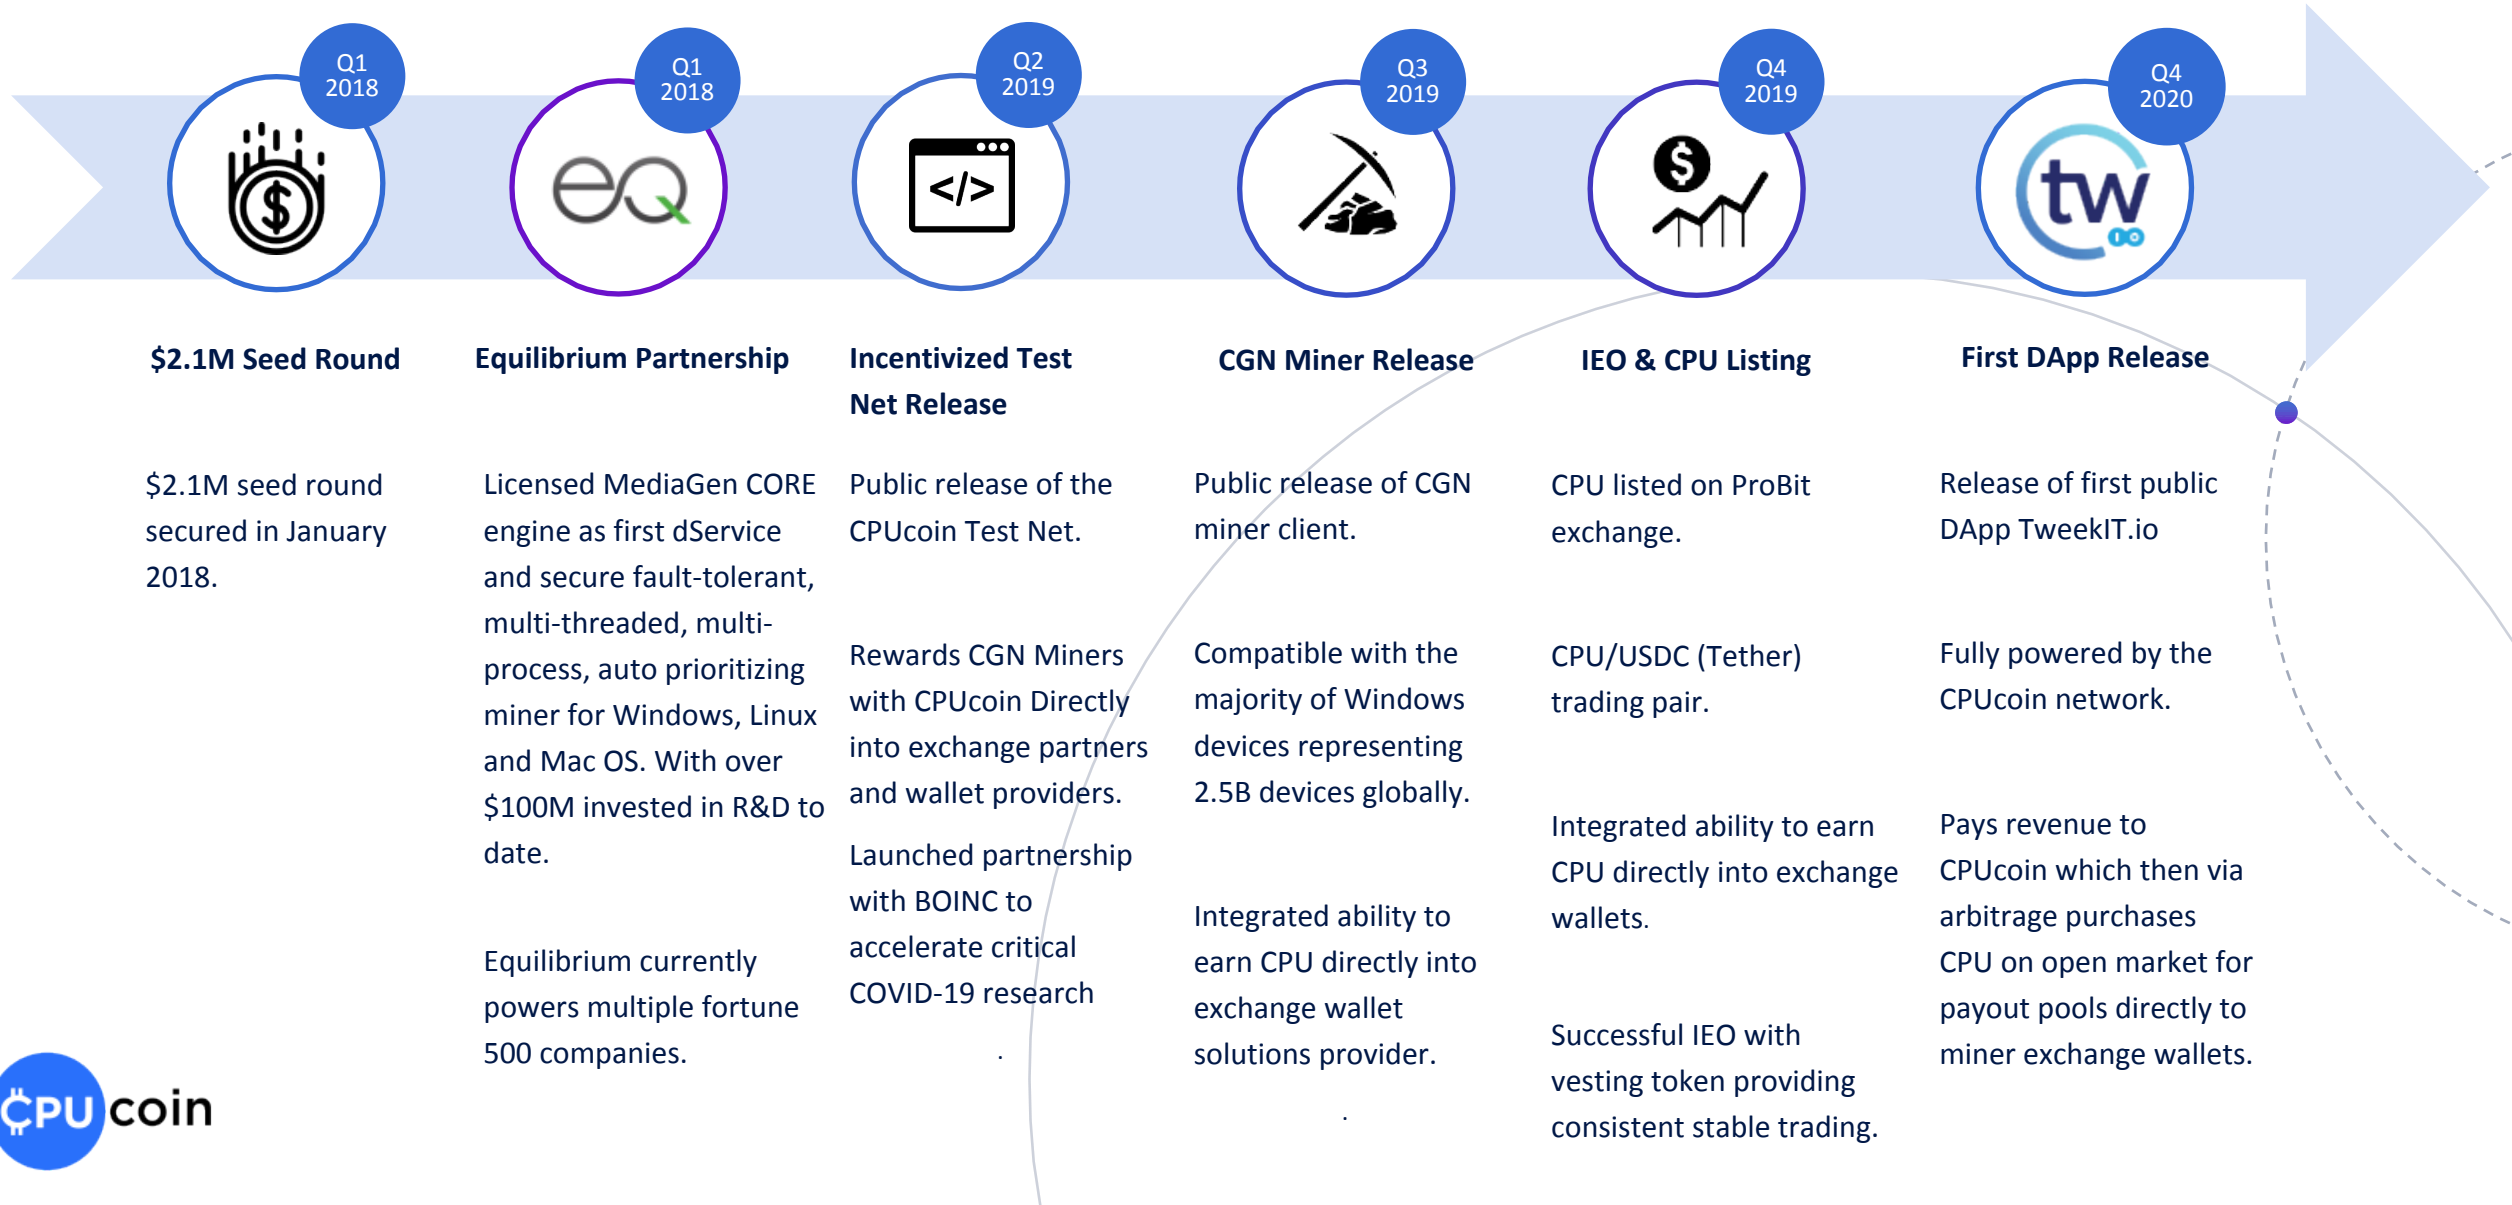 Q1
2018
$2.1M Seed Round
$2.1M seed round
secured in January
2018.
Q1
2018
eQ
Equilibrium Partnership
Licensed MediaGen CORE
engine as first dService
and secure fault-tolerant,
multi-threaded, multi-
process, auto prioritizing
miner for Windows, Linux
and Mac OS. With over
$100M invested in R&D to
date.
Equilibrium currently
powers multiple fortune
500 companies.
Q2
2019
</>
Incentivized Test
Net Release
Public release of the
CPUcoin Test Net.
Rewards CGN Miners
with CPUcoin Directly
into exchange partners
and wallet providers.
Launched partnership
with BOINC to
accelerate critical
COVID-19 research
.
Q3
2019
CGN Miner Release
Public release of CGN
miner client.
Compatible with the
majority of Windows
devices representing
2.5B devices globally.
Integrated ability to
earn CPU directly into
exchange wallet
solutions provider.
.
Q4
2019
IEO & CPU Listing
CPU listed on ProBit
exchange.
CPU/USDC (Tether)
trading pair.
Integrated ability to earn
CPU directly into exchange
wallets.
Successful IEO with
vesting token providing
consistent stable trading.
Q4
2020
tw
IO
First DApp Release
Release of first public
DApp TweekIT.io
Fully powered by the
CPUcoin network.
Pays revenue to
CPUcoin which then via
arbitrage purchases
CPU on open market for
payout pools directly to
miner exchange wallets.
CPUcoin